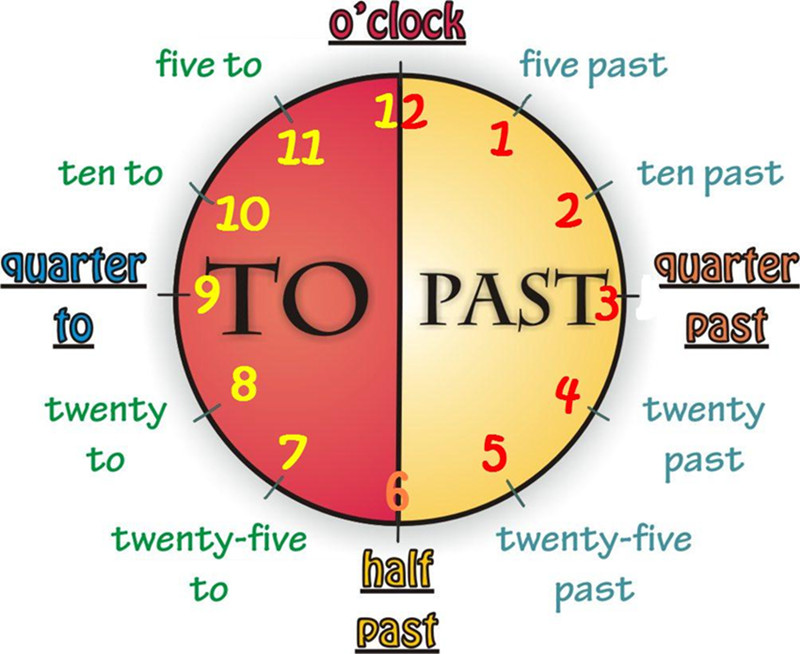 o'clock
five to
five past
12
11
1
ten to
ten past
10
2
quarter
to
9
TO
PAST
3
quarter
past
8
4
twenty
to
twenty
past
7
5
6
twenty-five
to
half
past
twenty-five
past